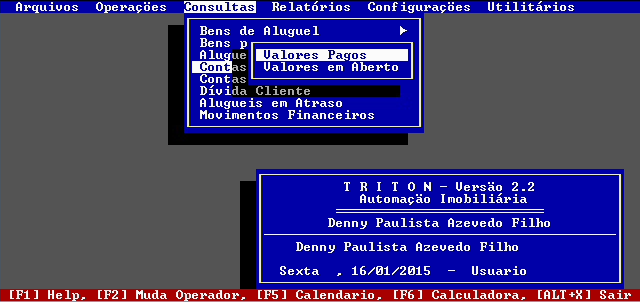 Arquivos Operações Consultas Relatórios Configurações Utilitários
Bens de Aluguel
Bens p
Alugue
Valores Pagos
Contas
Valores em Aberto
Contas
Dívida Cliente
Alugueis em Atraso
Movimentos Financeiros
T R I T O N - Versäo 2.2
Automaçäo Imobiliária
Denny Paulista Azevedo Filho
Denny Paulista Azevedo Filho
Sexta , 16/01/2015 - Usuario
[F1] Help, [F2] Muda Operador, [F5] Calendario, [F6] Calculadora, [ALT+X] Sair